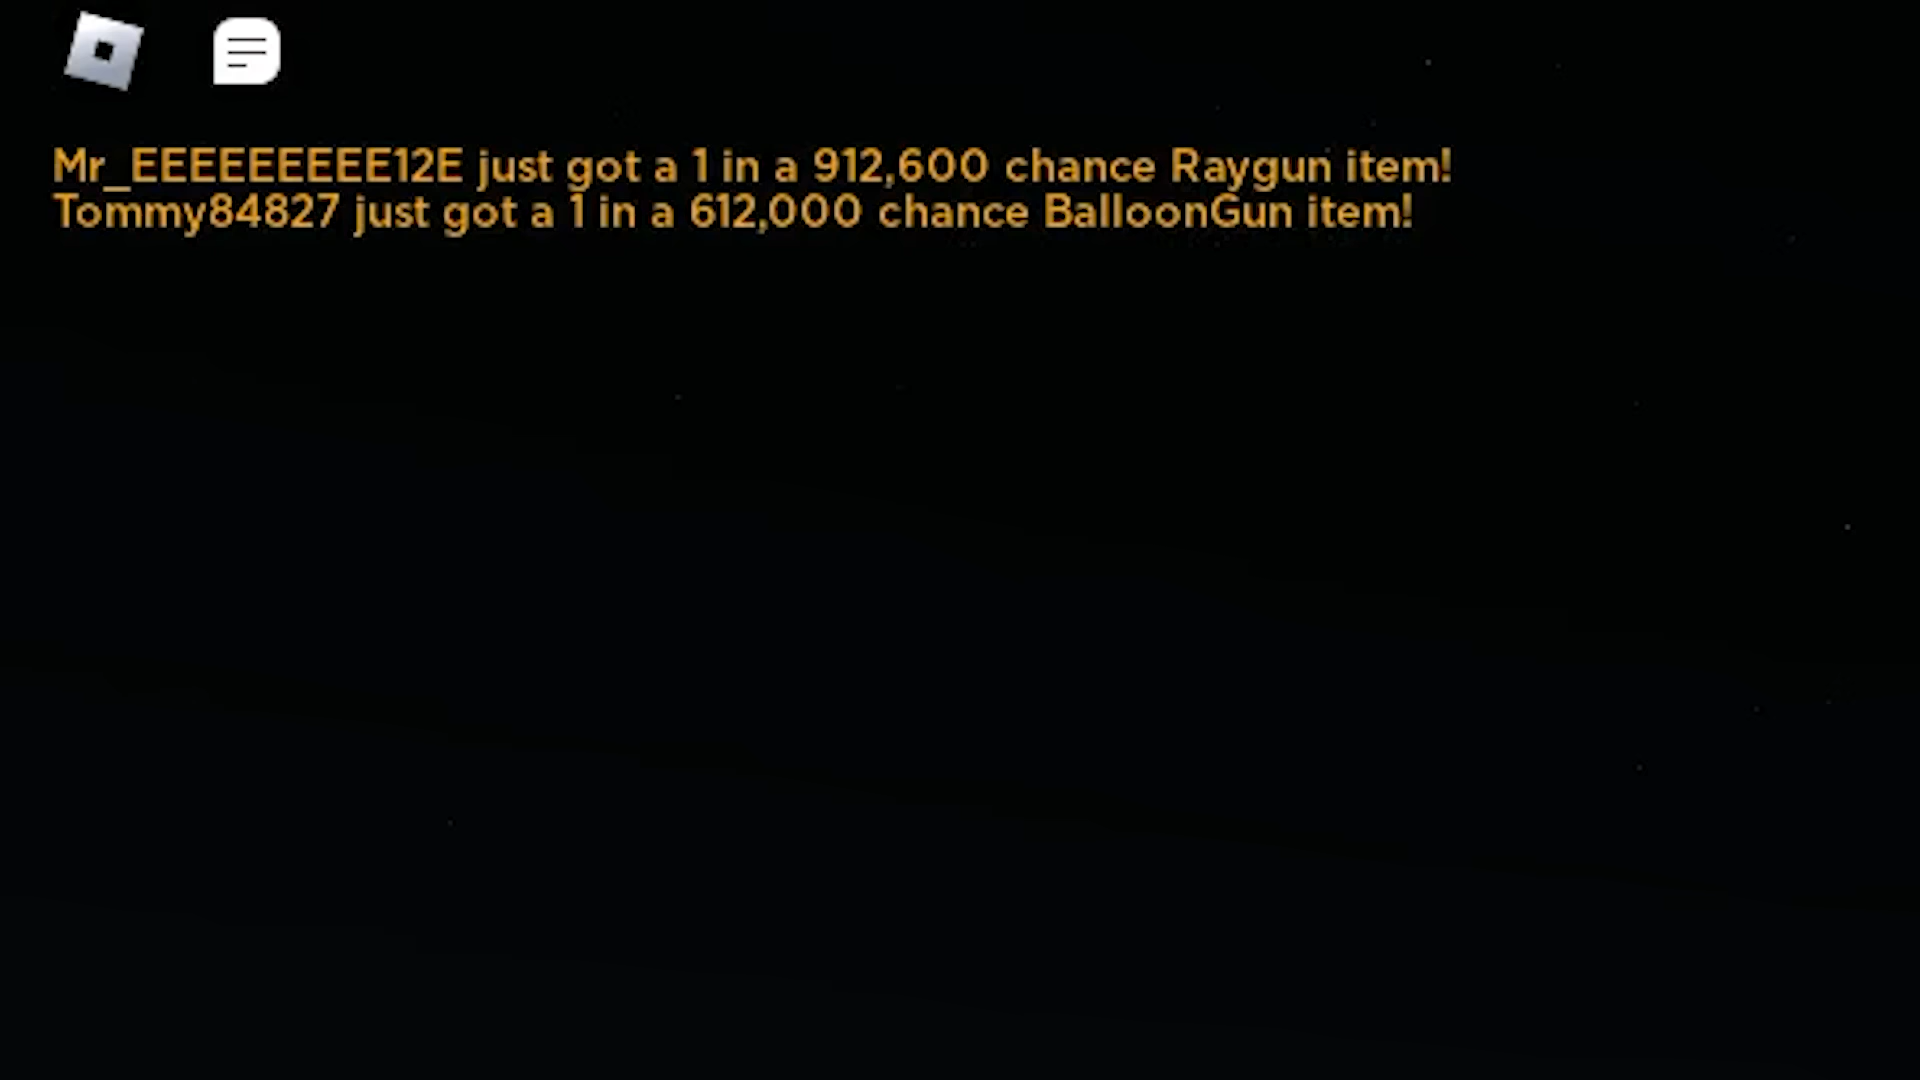 Mr_EEEEEEEEE12E just got a 1 in a 912,600 chance Raygun item!
Tommy84827 just got a 1 in a 612,000 chance BalloonGun item!